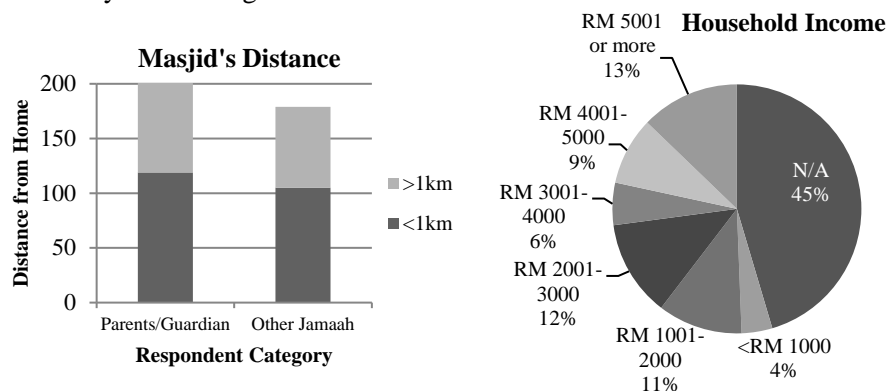 Masjid's Distance
200
150
100
50
0
Distance from Home
Parents/Guardian
Other Jamaah
Respondent Category
>1km
<1km
Household Income
RM 5001
or more
13%
RM 4001-
5000
9%
RM 3001-
4000
6%
RM 2001-
3000
12%
RM 1001-
2000
11%
<RM 1000
4%
N/A
45%